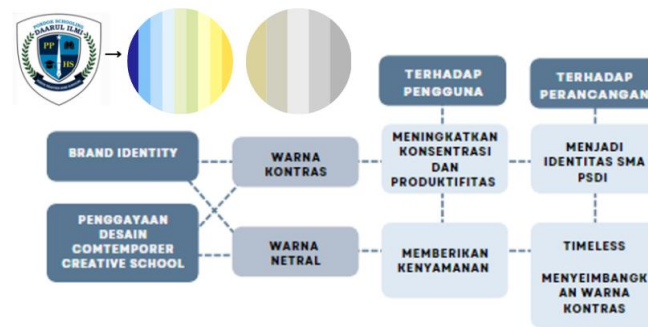 DAARUL ILMI
PP
HS
TERHADAP
PENGGUNA
TERHADAP
PERANCANGAN
BRAND IDENTITY
WARNA
KONTRAS
MENINGKATKAN
KONSENTRASI
DAN
PRODUKTIFITAS
MENJADI
IDENTITAS SMA
PSDI
PENGGAYAAN
DESAIN
COMTEMPORER
CREATIVE SCHOOL
WARNA
NETRAL
MEMBERIKAN
KENYAMANAN
TIMELESS
MENYEIMBANGK
AN WARNA
KONTRAS